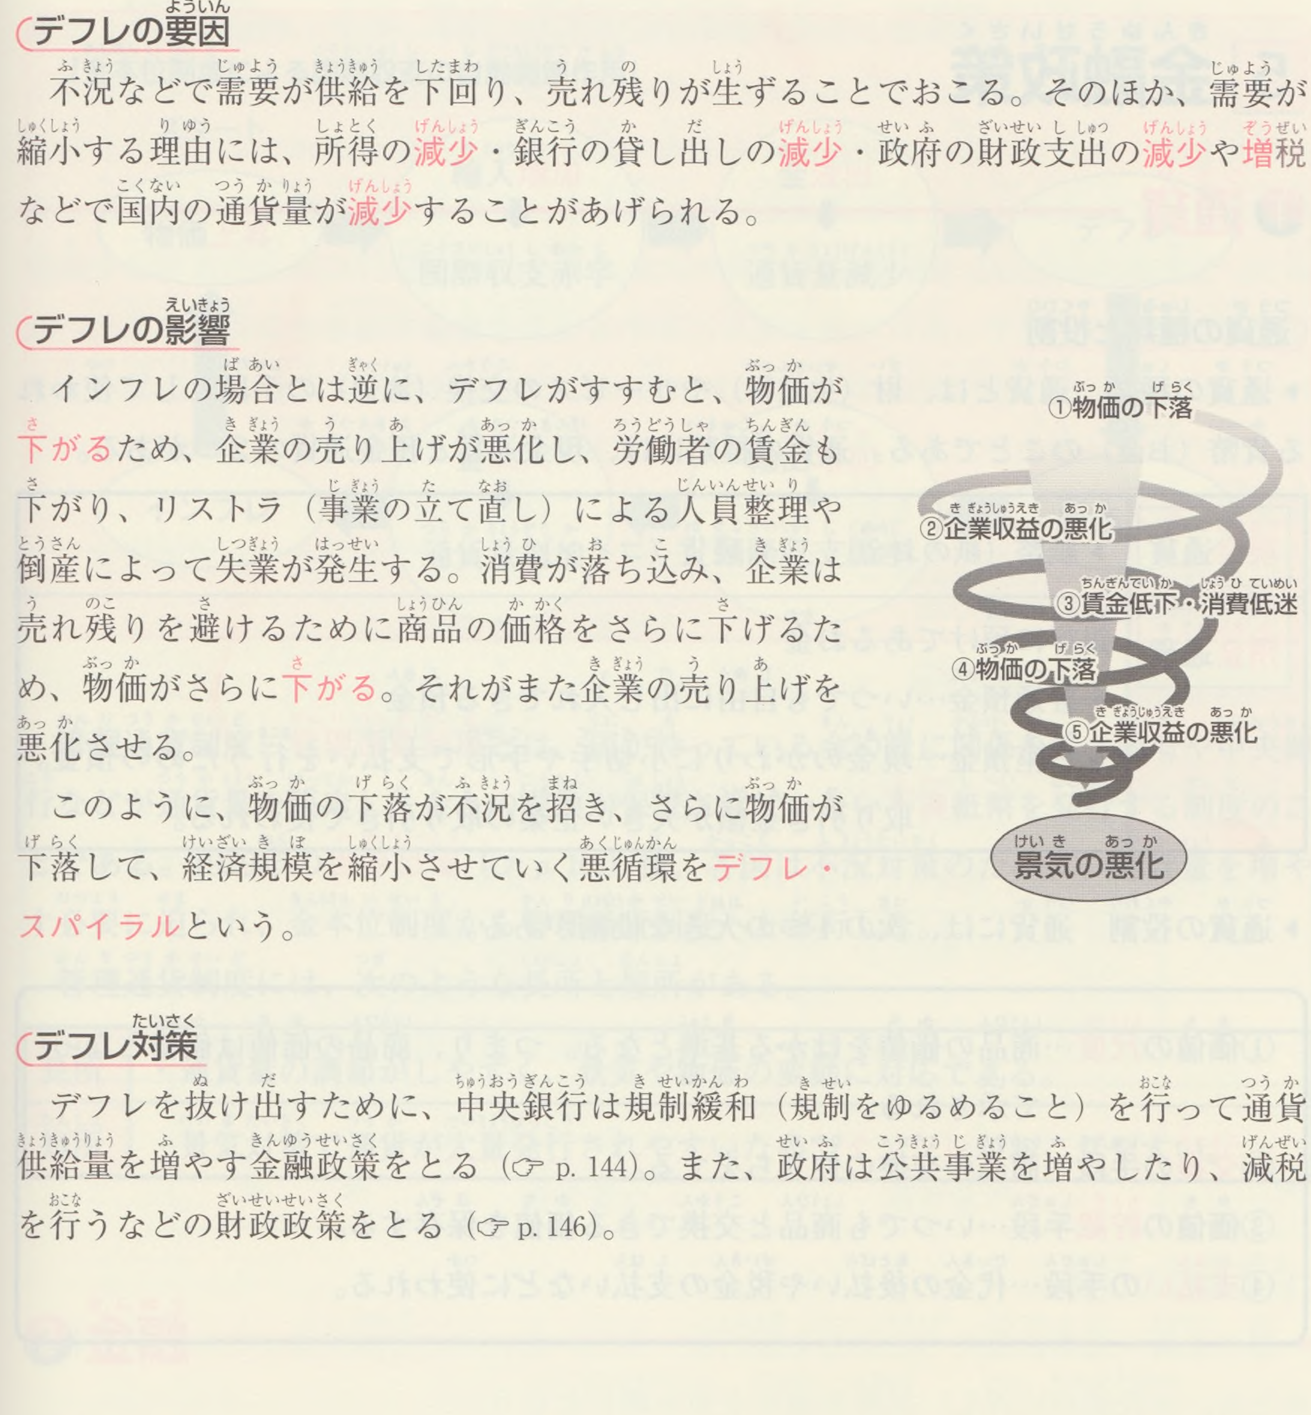 デフレの要因
不況などで需要が供給を下回り、売れ残りが生ずることでおこる。そのほか、需要が
縮小する理由には、所得の減少・銀行の貸し出しの減少・政府の財政支出の減少や増税
などで国内の通貨量が減少することがあげられる。
デフレの影響
インフレの場合とは逆に、デフレがすすむと、物価が
下がるため、企業の売り上げが悪化し、労働者の賃金も
下がり、リストラ（事業の立て直し）による人員整理や
倒産によって失業が発生する。消費が落ち込み、企業は
売れ残りを避けるために商品の価格をさらに下げるた
め、物価がさらに下がる。それがまた企業の売り上げを
悪化させる。
このように、物価の下落が不況を招き、さらに物価が
下落して、経済規模を縮小させていく悪循環をデフレ・
スパイラルという。
①物価の下落
②企業収益の悪化
③賃金低下・消費低迷
④物価の下落
⑤企業収益の悪化
景気の悪化
デフレ対策
デフレを抜け出すために、中央銀行は規制緩和（規制をゆるめること）を行って通貨
供給量を増やす金融政策をとる（☞ p. 144）。また、政府は公共事業を増やしたり、減税
を行うなどの財政政策をとる（☞ p. 146）。